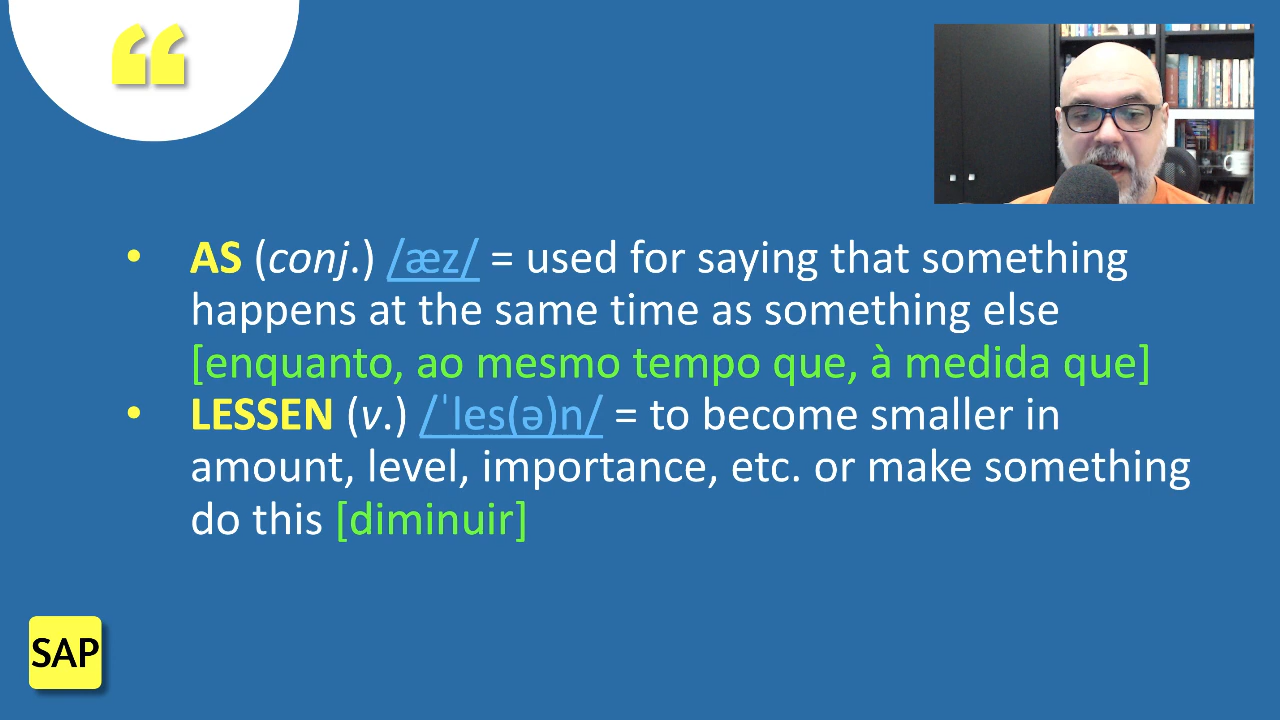 “
• AS (conj.) /æz/ = used for saying that something
happens at the same time as something else
[enquanto, ao mesmo tempo que, à medida que]
• LESSEN (v.) /ˈles(ə)n/ = to become smaller in
amount, level, importance, etc. or make something
do this [diminuir]
SAP